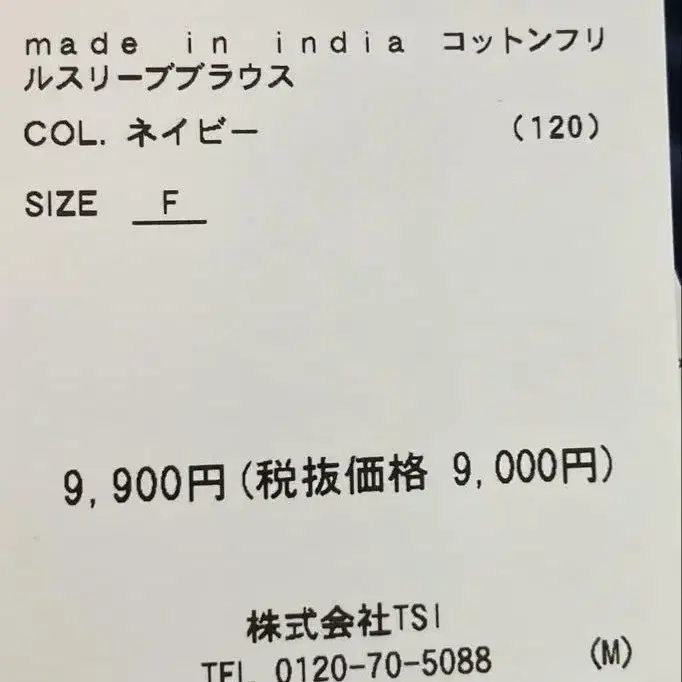 made in india コットンフリ
ルスリーブブラウス
COL. ネイビー (120)
SIZE F
9,900円(税抜価格 9,000円)
株式会社TSI
TEL 0120-70-5088 (M)